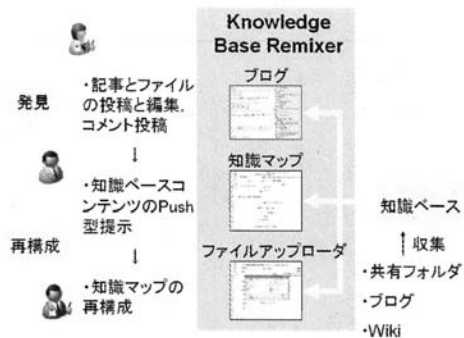 Knowledge
Base Remixer
ブログ
知識マップ
ファイルアップローダ
発見
・記事とファイル
の投稿と編集,
コメント投稿
↓
・知識ベースコ
ンテンツのPush
型提示
再構成
↓
・知識マップの
再構成
知識ベース
↑収集
・共有フォルダ
・ブログ
・Wiki